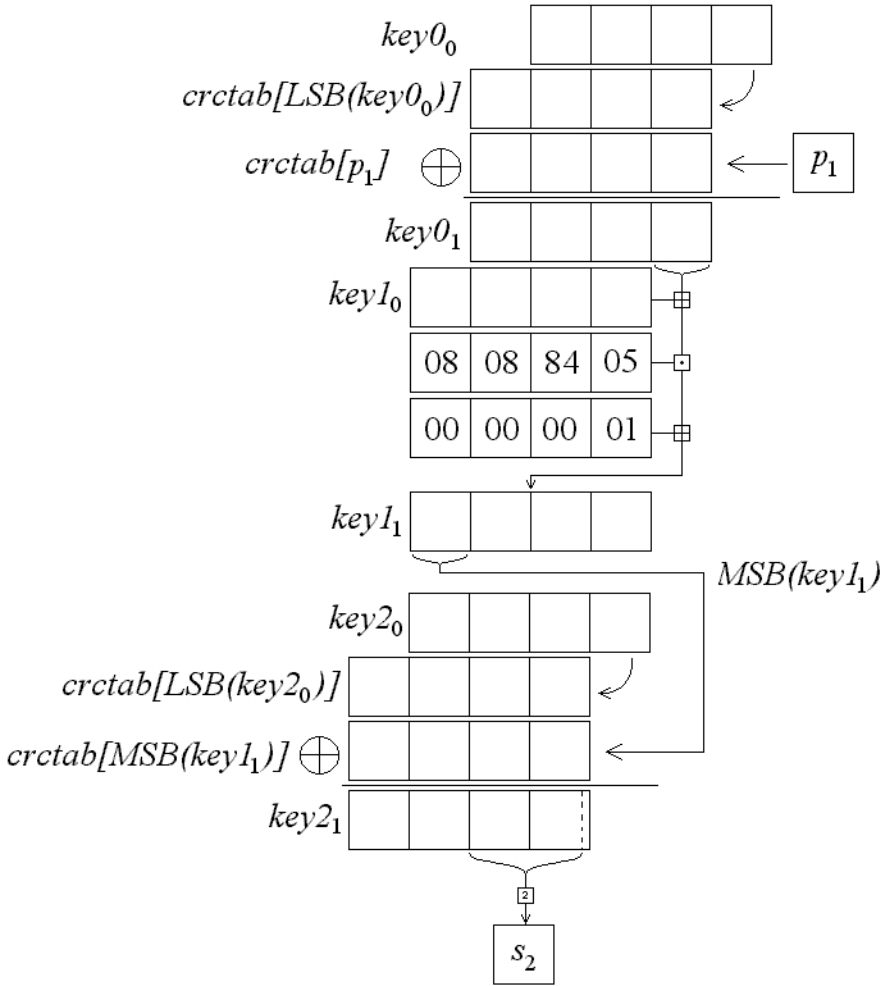 key0₀
crctab[LSB(key0₀)]
crctab[p₁] ⊕ p₁
key0₁
key1₀
08 08 84 05
00 00 00 01
key1₁
MSB(key1₁)
key2₀
crctab[LSB(key2₀)]
crctab[MSB(key1₁)] ⊕
key2₁
2
s₂